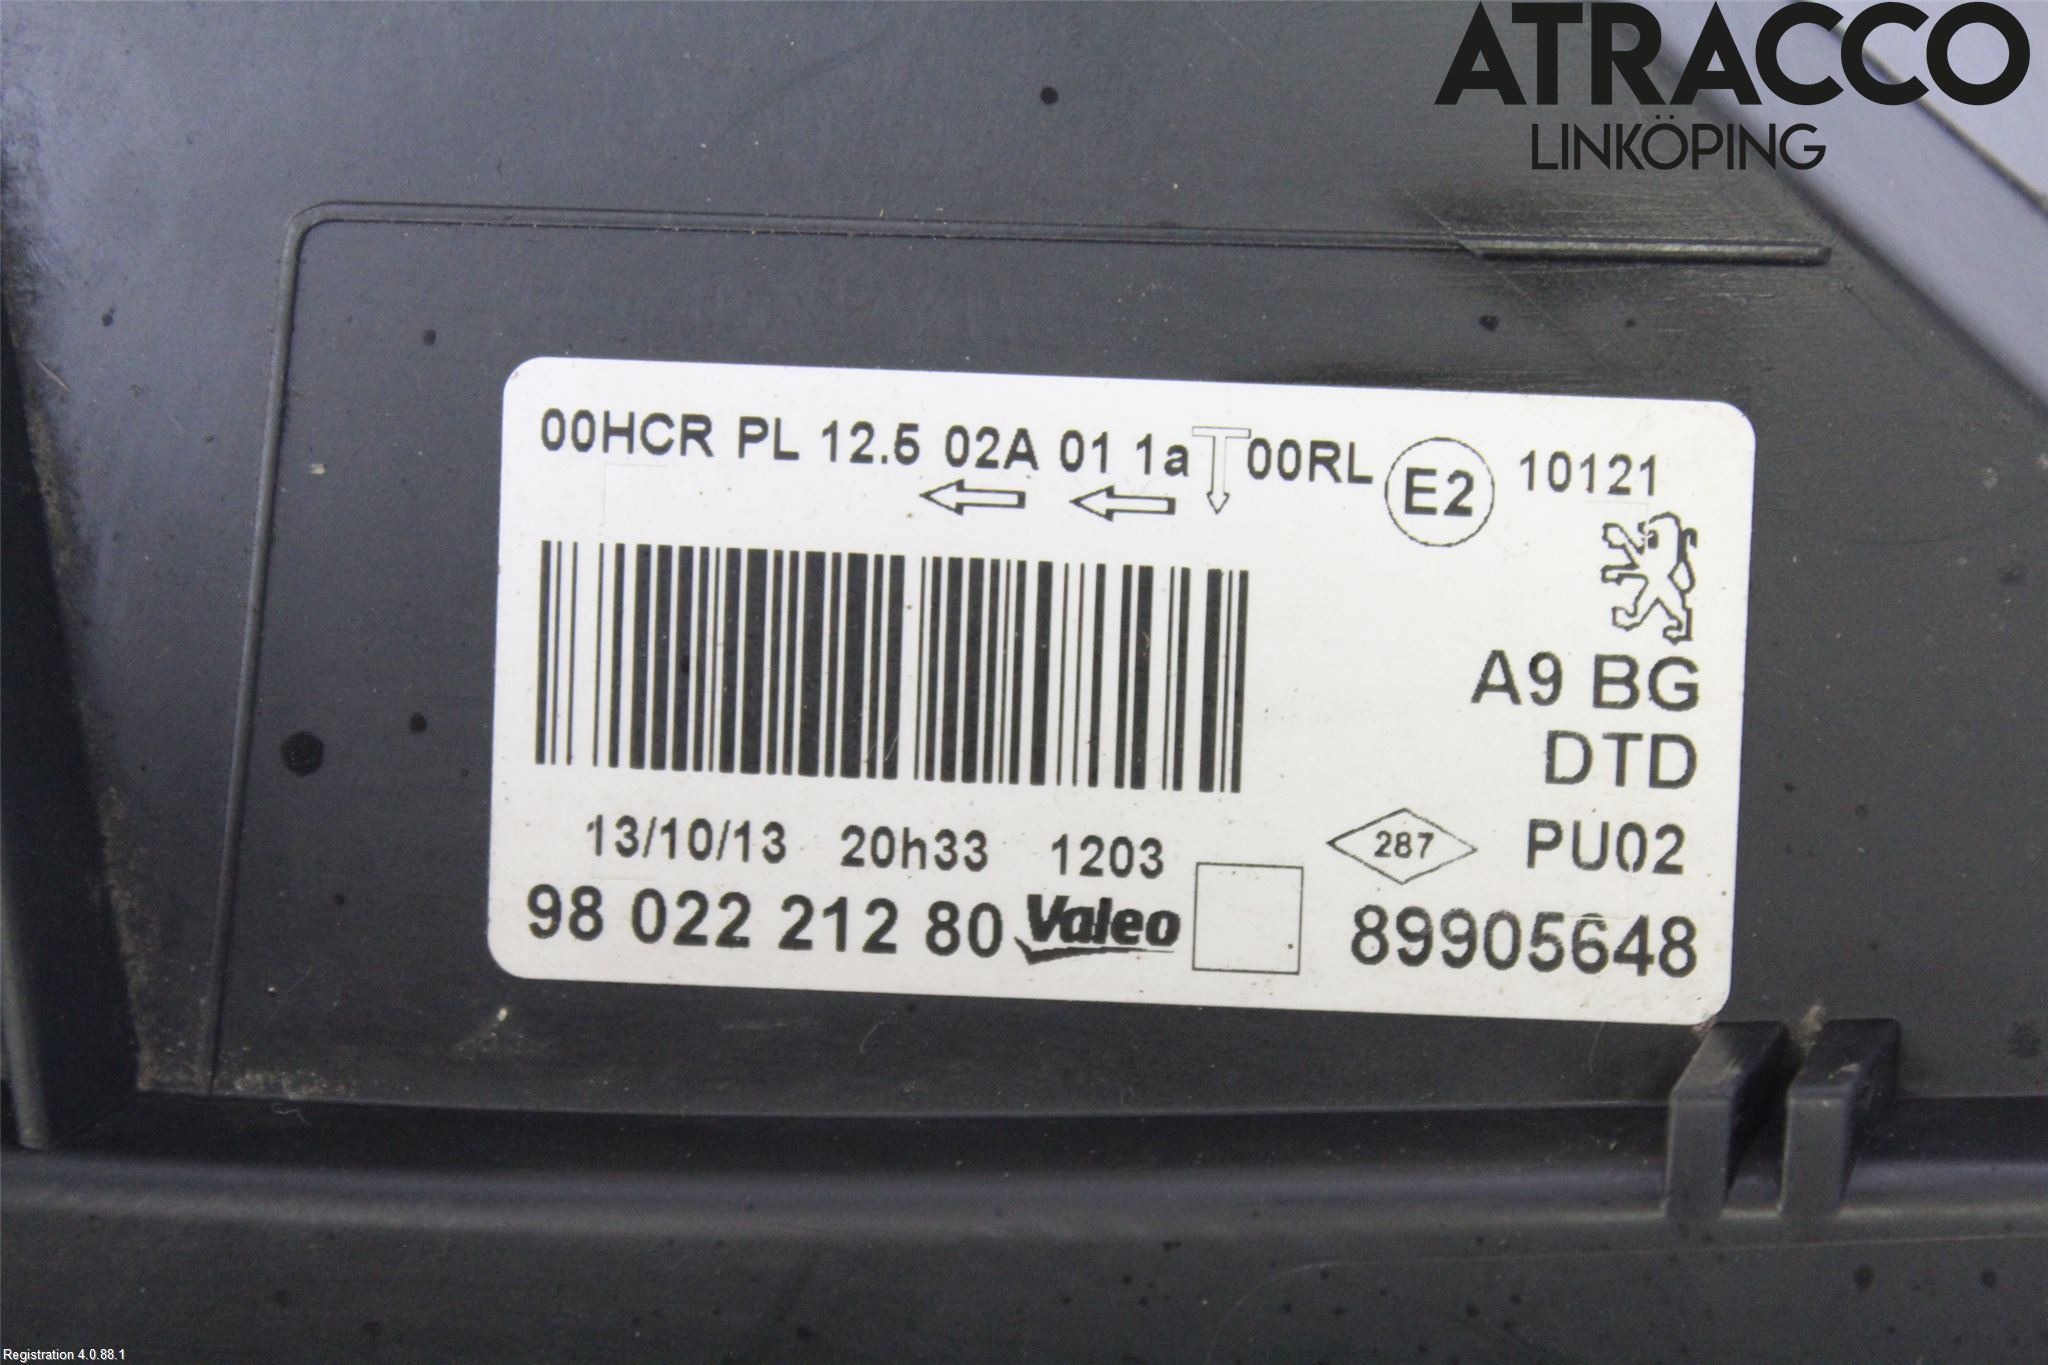 ATRACCO
LINKÖPING
00HCR PL 12.5 02A 01 1a 00RL E2 10121
A9 BG
DTD
13/10/13 20h33 1203 287 PU02
98 022 212 80 Valeo 89905648
Registration 4.0.88.1